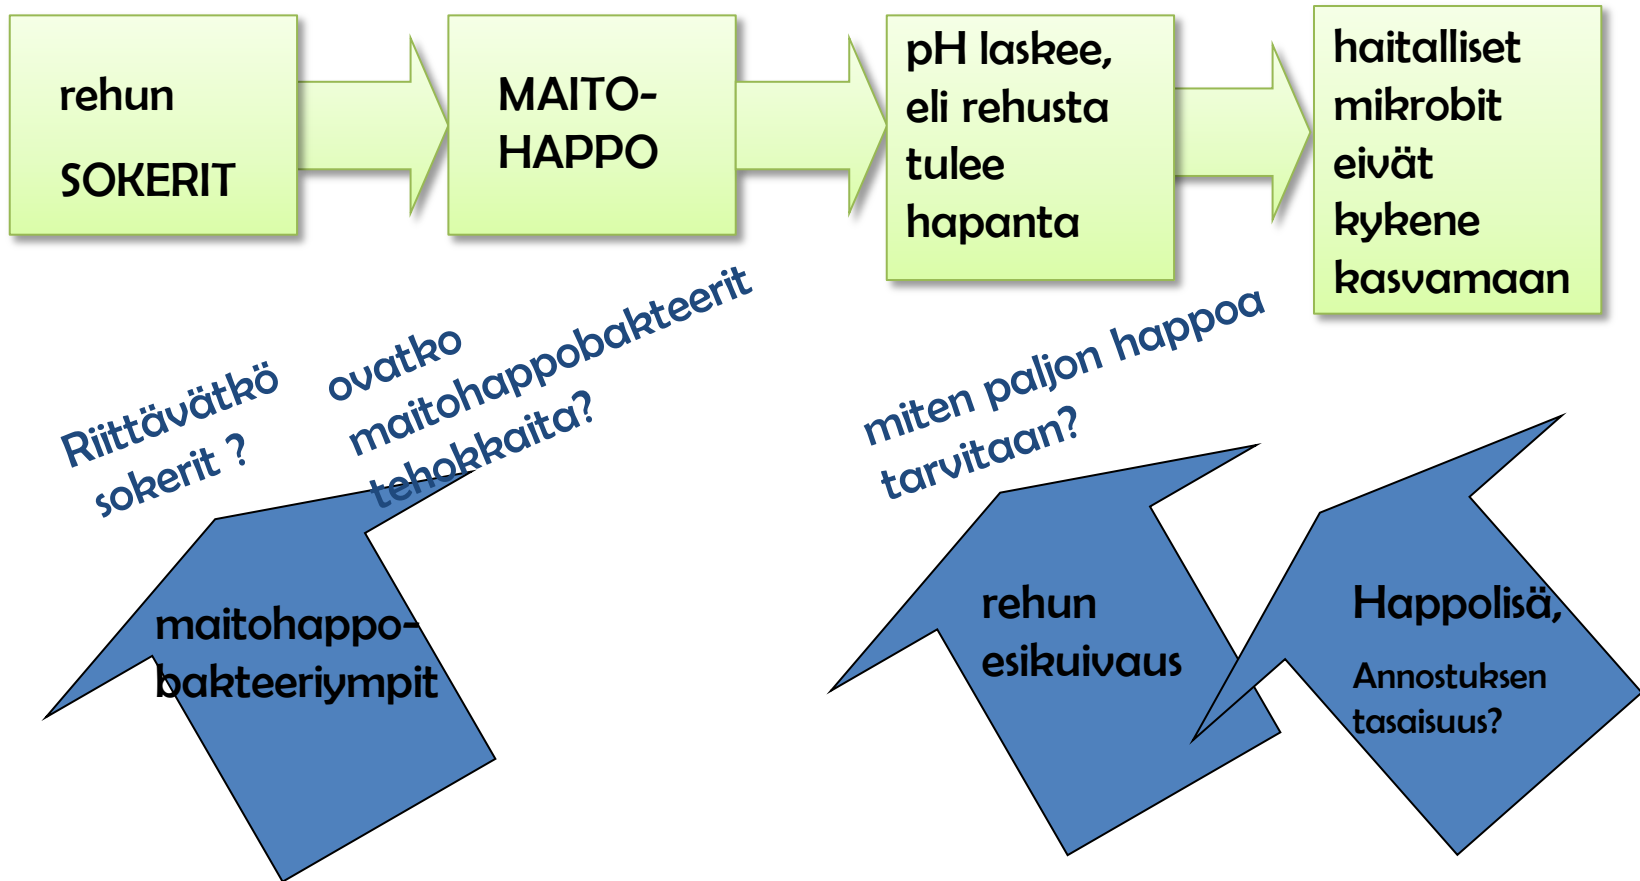 rehun
SOKERIT
MAITO-
HAPPO
pH laskee,
eli rehusta
tulee
hapanta
haitalliset
mikrobit
eivät
kykene
kasvamaan
Riittävätkö
sokerit ?
ovatko
maitohappobakteerit
tehokkaita?
miten paljon happoa
tarvitaan?
maitohappo-
bakteeriympit
rehun
esikuivaus
Happolisä,
Annostuksen
tasaisuus?